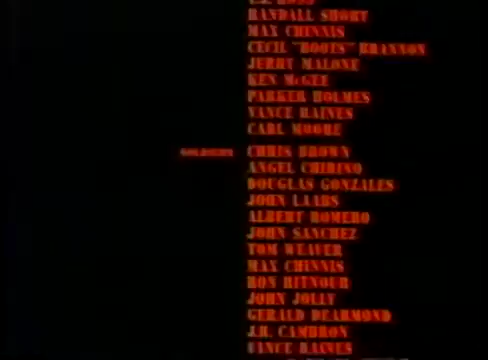 RANDALL SHORT
MAX CHINNIS
CECIL "BOOTS" BRANNON
JERRY MALONE
KEN McGEE
PARKER HOLMES
VANCE RAINES
CARL MOORE
SOLDIERS CHRIS BROWN
ANGEL CHIRINO
DOUGLAS GONZALES
JOHN LAABS
ALBERT ROMERO
JOHN SANCHEZ
TOM WEAVER
MAX CHINNIS
RON HITNOUR
JOHN JOLLY
GERALD DEARMOND
J.R. CAMBRON
VANCE RAINES